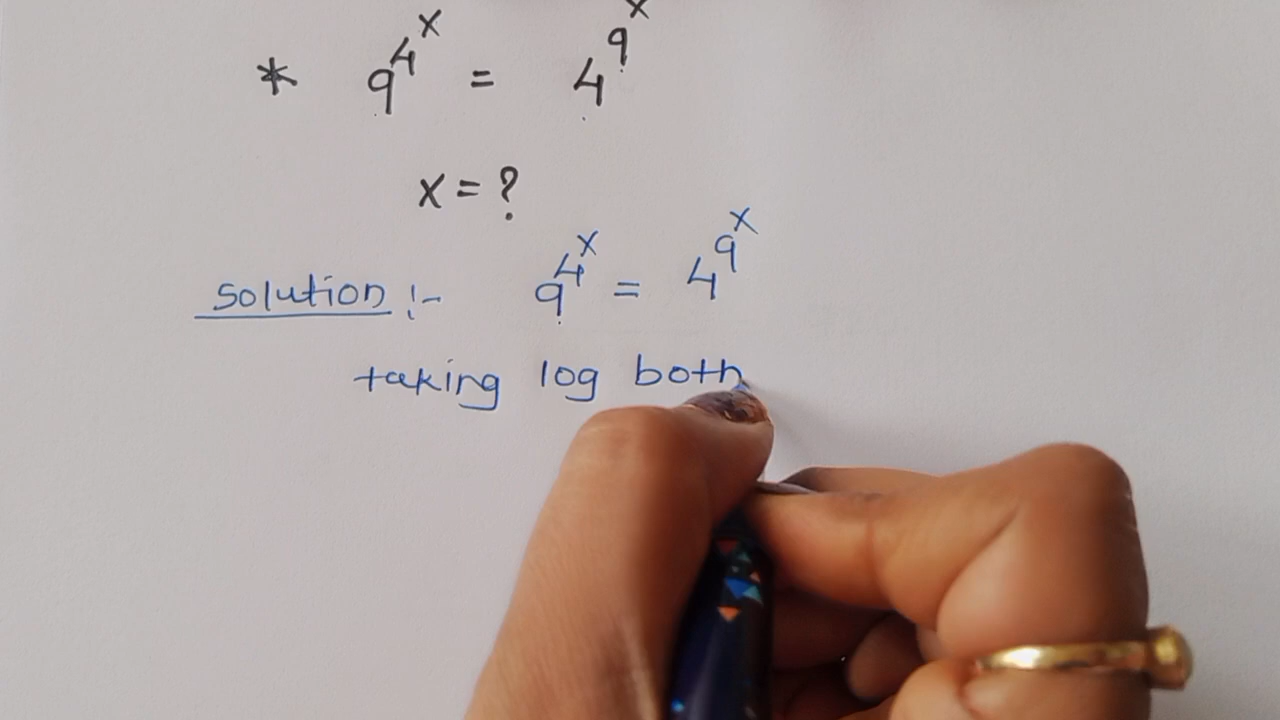 * 9^4^x = 4^9^x
x = ?
solution :- 9^4^x = 4^9^x
taking log both